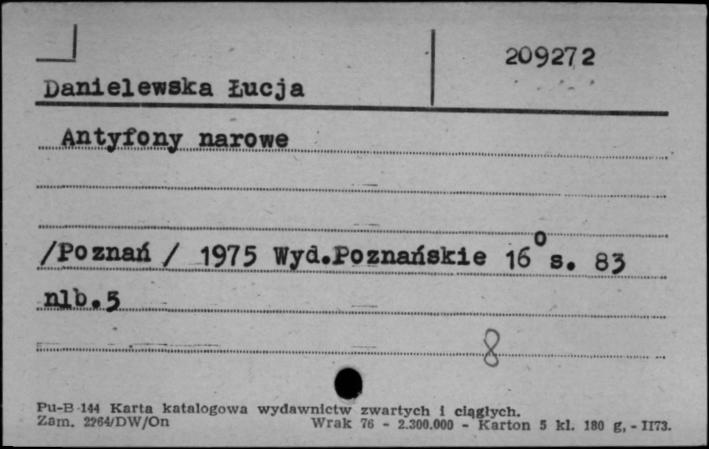 209272
Danielewska Łucja
Antyfony narowe
/Poznań / 1975 Wyd.Poznańskie 16° s. 83
nlb.5
8
Pu-B 144 Karta katalogowa wydawnictw zwartych i ciągłych.
Zam. 2264/DW/On Wrak 76 - 2.300.000 - Karton 5 kl. 180 g, - II73.